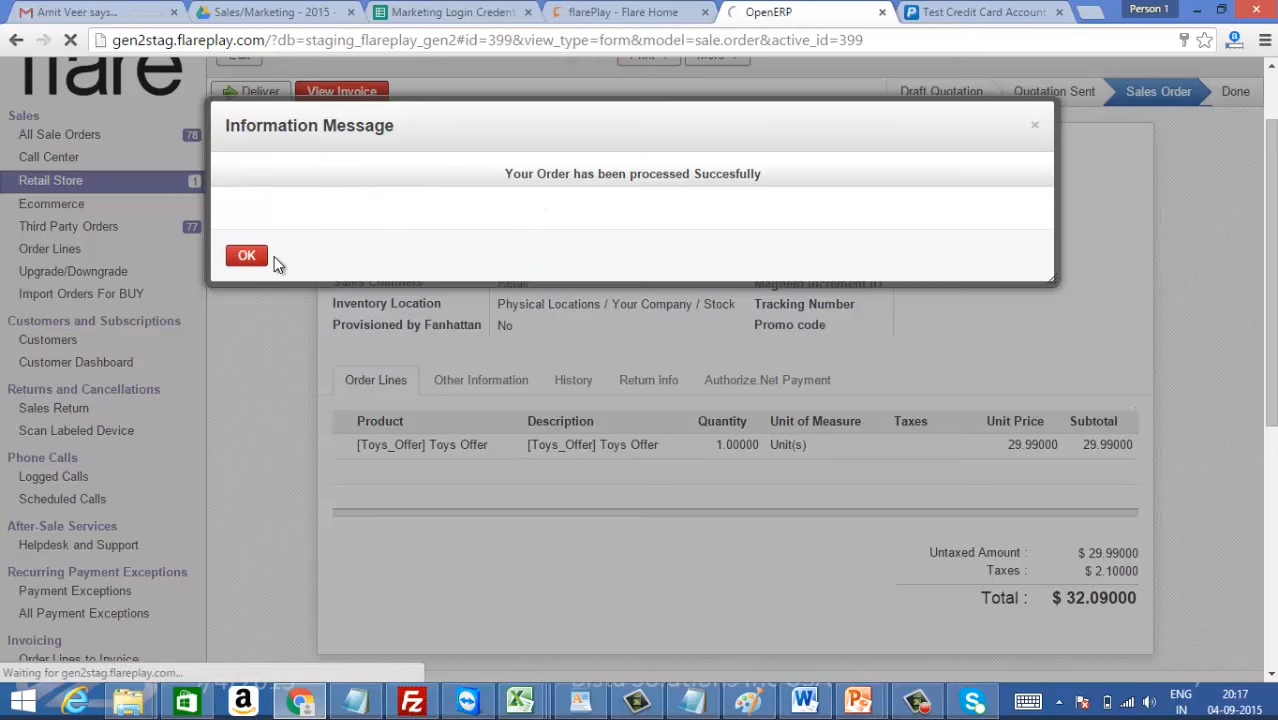 Amit Veer says...
Sales/Marketing - 2015 -
Marketing Login Credent
flarePlay - Flare Home
OpenERP
Test Credit Card Account
Person 1
gen2stag.flareplay.com/?db=staging_flareplay_gen2#id=399&view_type=form&model=sale.order&active_id=399
flare
Deliver
View Invoice
Draft Quotation
Quotation Sent
Sales Order
Done
Information Message
×
Your Order has been processed Succesfully
OK
Sales
All Sale Orders 78
Call Center
Retail Store 1
Ecommerce
Third Party Orders 77
Order Lines
Upgrade/Downgrade
Import Orders For BUY
Customers and Subscriptions
Customers
Customer Dashboard
Returns and Cancellations
Sales Return
Scan Labeled Device
Phone Calls
Logged Calls
Scheduled Calls
After-Sale Services
Helpdesk and Support
Recurring Payment Exceptions
Payment Exceptions
All Payment Exceptions
Invoicing
Order Lines to Invoice
Sales Channels Retail Magneto Increment ID
Inventory Location Physical Locations / Your Company / Stock Tracking Number
Provisioned by Fanhattan No Promo code
Order Lines Other Information History Return Info Authorize.Net Payment
Product Description Quantity Unit of Measure Taxes Unit Price Subtotal
[Toys_Offer] Toys Offer [Toys_Offer] Toys Offer 1.00000 Unit(s) 29.99000 29.99000
Untaxed Amount : $ 29.99000
Taxes : $ 2.10000
Total : $ 32.09000
Waiting for gen2stag.flareplay.com...
ENG
IN
20:17
04-09-2015